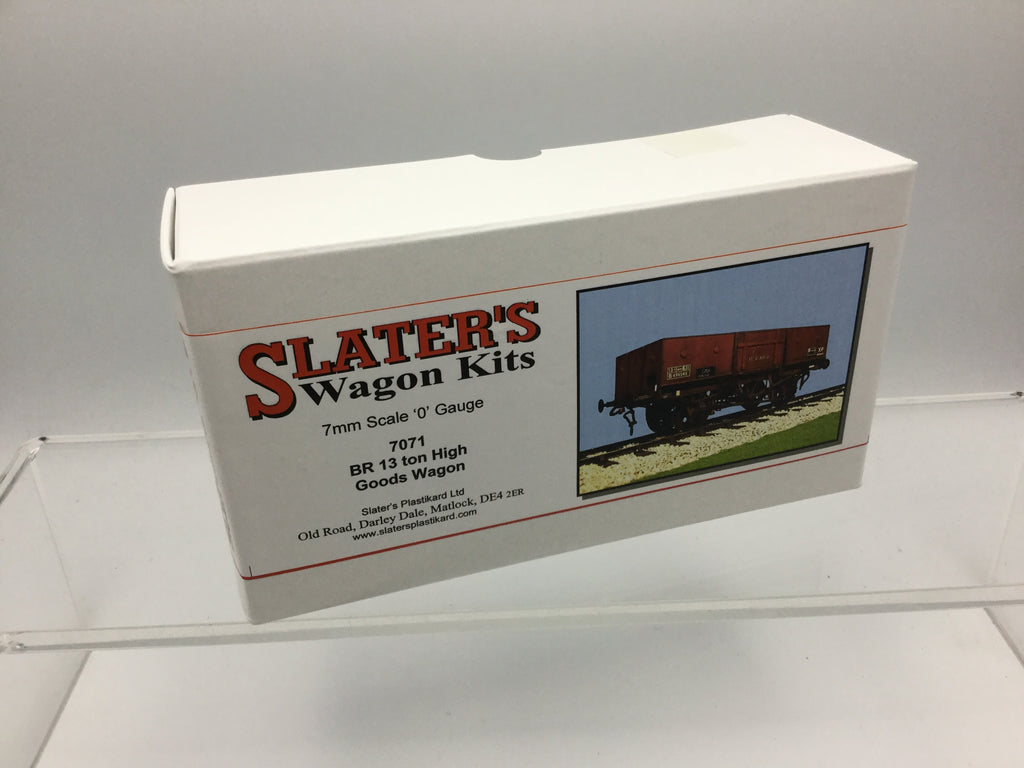 SLATER'S
Wagon Kits
7mm Scale ‘0’ Gauge
7071
BR 13 ton High
Goods Wagon
Slater's Plastikard Ltd
Old Road, Darley Dale, Matlock, DE4 2ER
www.slatersplastikard.com